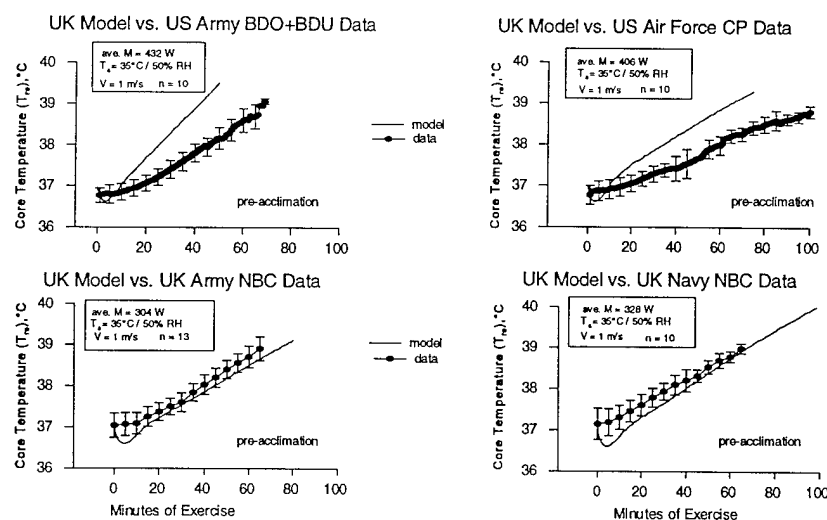 UK Model vs. US Army BDO+BDU Data
ave. M = 432 W
Ta = 35°C / 50% RH
V = 1 m/s n = 10
Core Temperature (Tre),°C
40
39
38
37
36
0 20 40 60 80 100
pre-acclimation
model
data
UK Model vs. US Air Force CP Data
ave. M = 406 W
Ta = 35°C / 50% RH
V = 1 m/s n = 10
Core Temperature (Tre),°C
40
39
38
37
36
0 20 40 60 80 100
pre-acclimation
UK Model vs. UK Army NBC Data
ave. M = 304 W
Ta = 35°C / 50% RH
V = 1 m/s n = 13
Core Temperature (Tre),°C
40
39
38
37
36
0 20 40 60 80 100
Minutes of Exercise
pre-acclimation
model
data
UK Model vs. UK Navy NBC Data
ave. M = 328 W
Ta = 35°C / 50% RH
V = 1 m/s n = 10
Core Temperature (Tre),°C
40
39
38
37
36
0 20 40 60 80 100
Minutes of Exercise
pre-acclimation